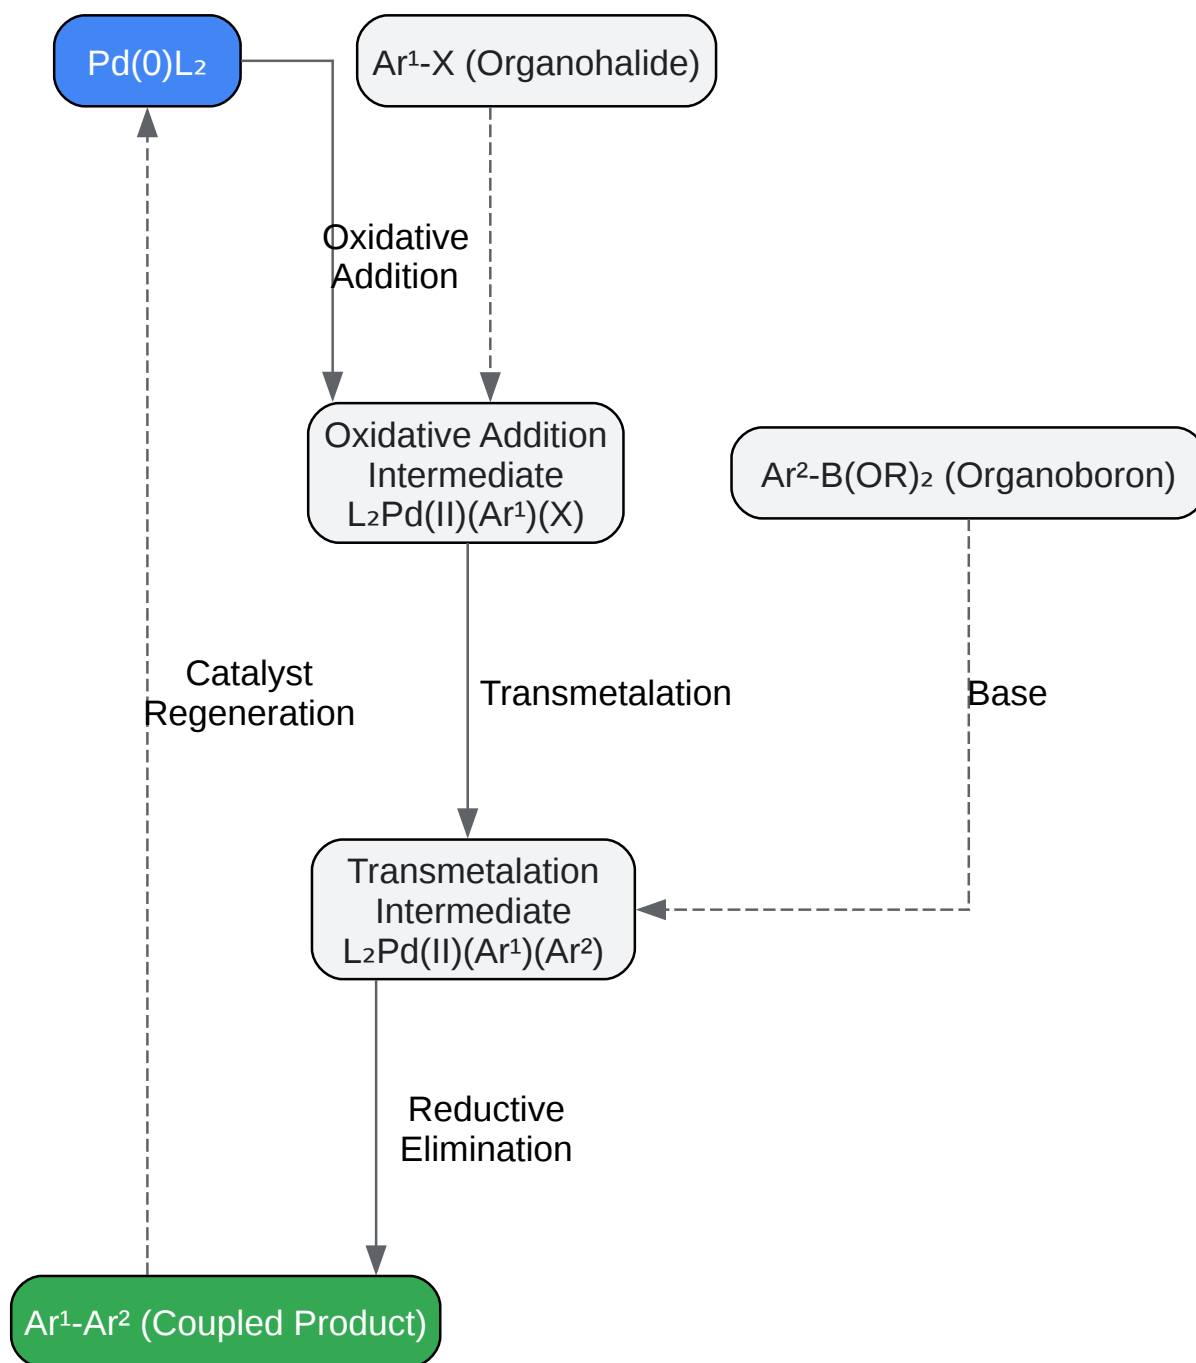 Pd(0)L₂
Ar¹-X (Organohalide)
Oxidative
Addition
Oxidative Addition
Intermediate
L₂Pd(II)(Ar¹)(X)
Ar²-B(OR)₂ (Organoboron)
Catalyst
Regeneration
Transmetalation
Base
Transmetalation
Intermediate
L₂Pd(II)(Ar¹)(Ar²)
Reductive
Elimination
Ar¹-Ar² (Coupled Product)